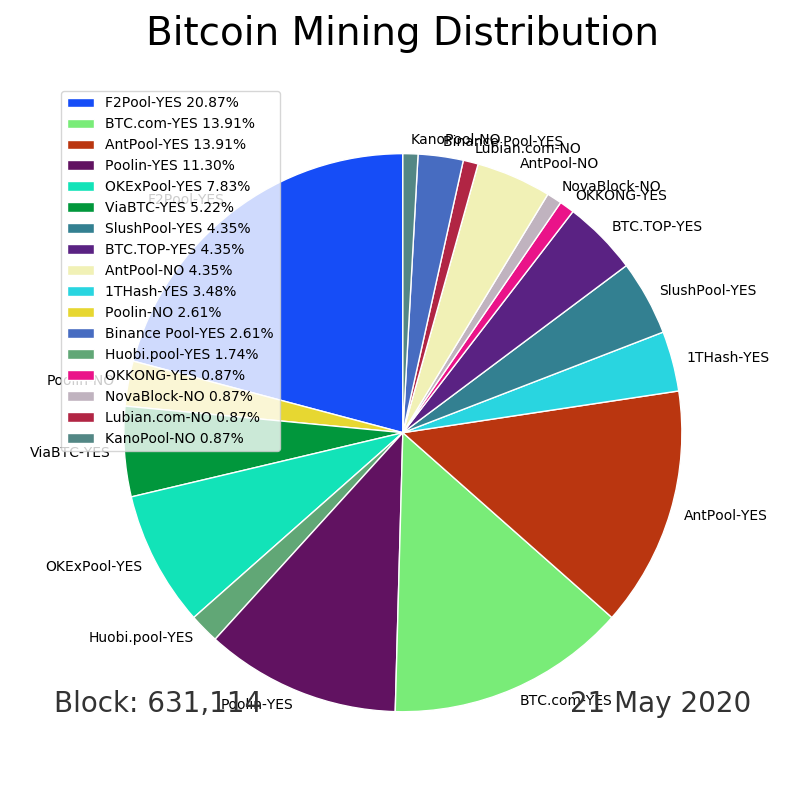 Bitcoin Mining Distribution
F2Pool-YES 20.87%
BTC.com-YES 13.91%
AntPool-YES 13.91%
Poolin-YES 11.30%
OKExPool-YES 7.83%
ViaBTC-YES 5.22%
SlushPool-YES 4.35%
BTC.TOP-YES 4.35%
AntPool-NO 4.35%
1THash-YES 3.48%
Poolin-NO 2.61%
Binance Pool-YES 2.61%
Huobi.pool-YES 1.74%
OKKONG-YES 0.87%
NovaBlock-NO 0.87%
Lubian.com-NO 0.87%
KanoPool-NO 0.87%
KanoPool-NO
Binance Pool-YES
Lubian.com-NO
AntPool-NO
NovaBlock-NO
OKKONG-YES
F2Pool-YES
BTC.TOP-YES
SlushPool-YES
1THash-YES
Poolin-NO
ViaBTC-YES
AntPool-YES
OKExPool-YES
Huobi.pool-YES
Poolin-YES
BTC.com-YES
Block: 631,114
21 May 2020